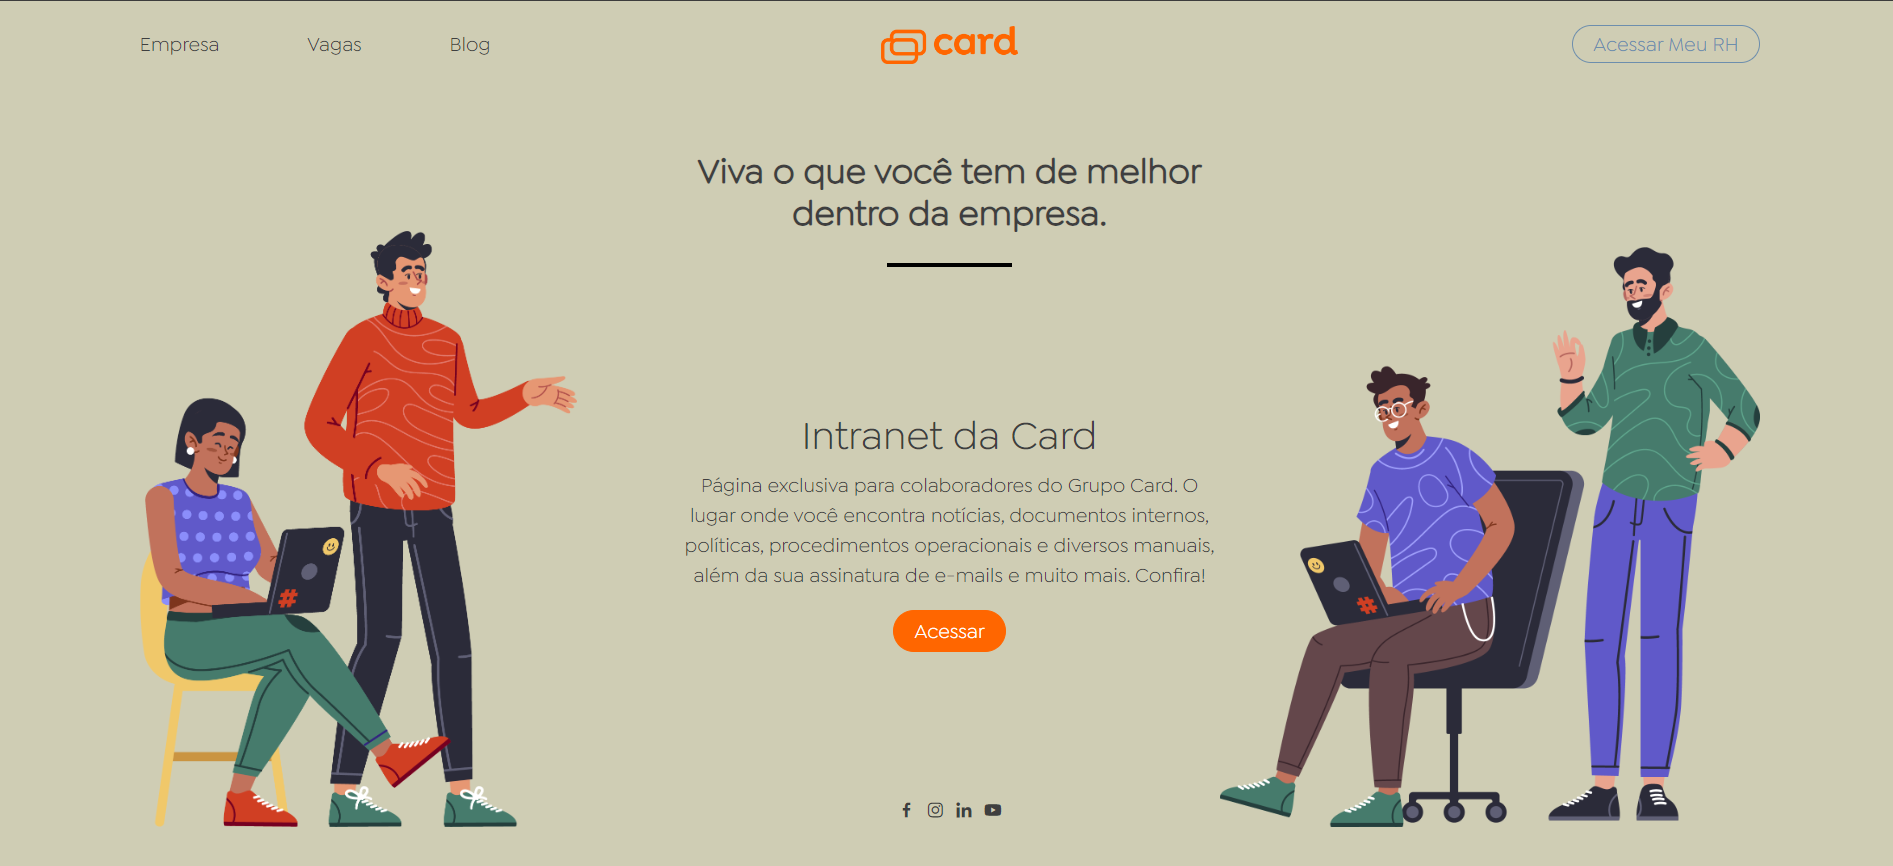 Empresa
Vagas
Blog
card
Acessar Meu RH
Viva o que você tem de melhor
dentro da empresa.
Intranet da Card
Página exclusiva para colaboradores do Grupo Card. O
lugar onde você encontra notícias, documentos internos,
políticas, procedimentos operacionais e diversos manuais,
além da sua assinatura de e-mails e muito mais. Confira!
Acessar